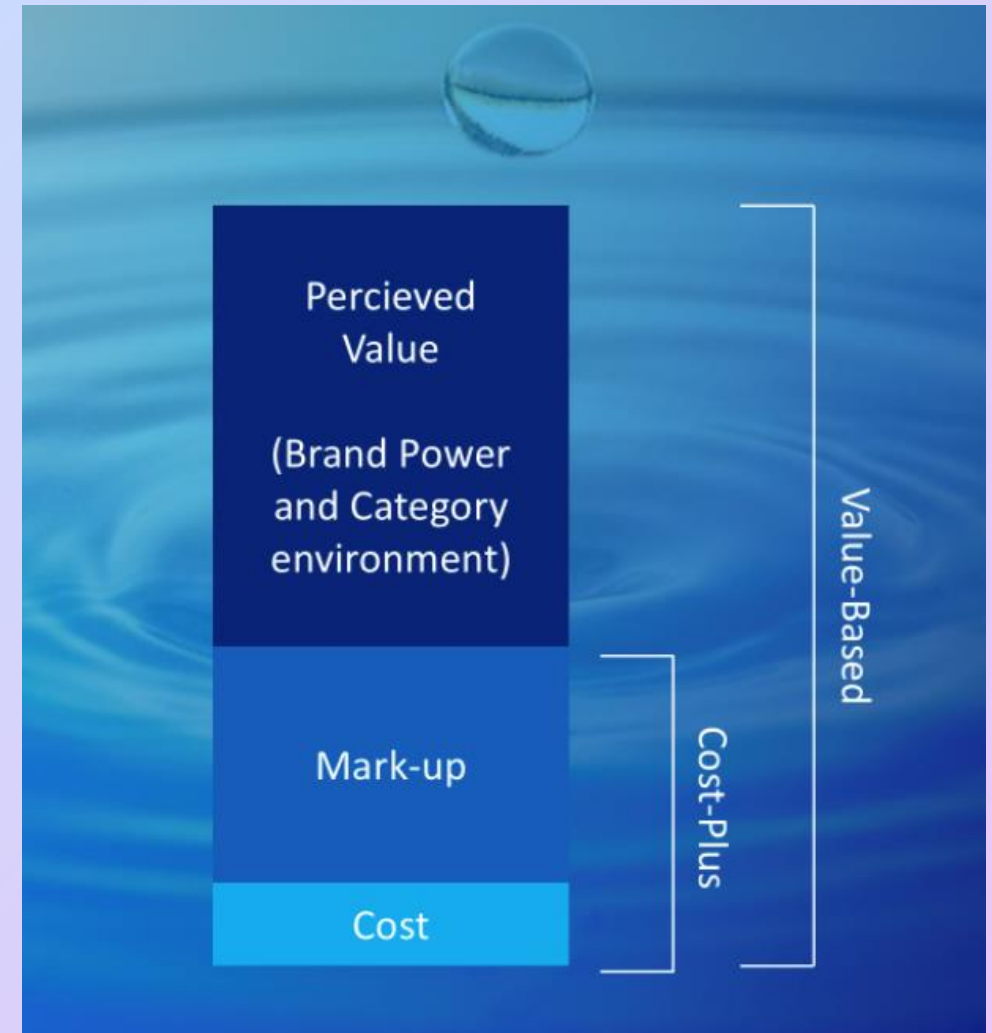 Percieved
Value
(Brand Power
and Category
environment)
Mark-up
Cost
Cost-Plus
Value-Based